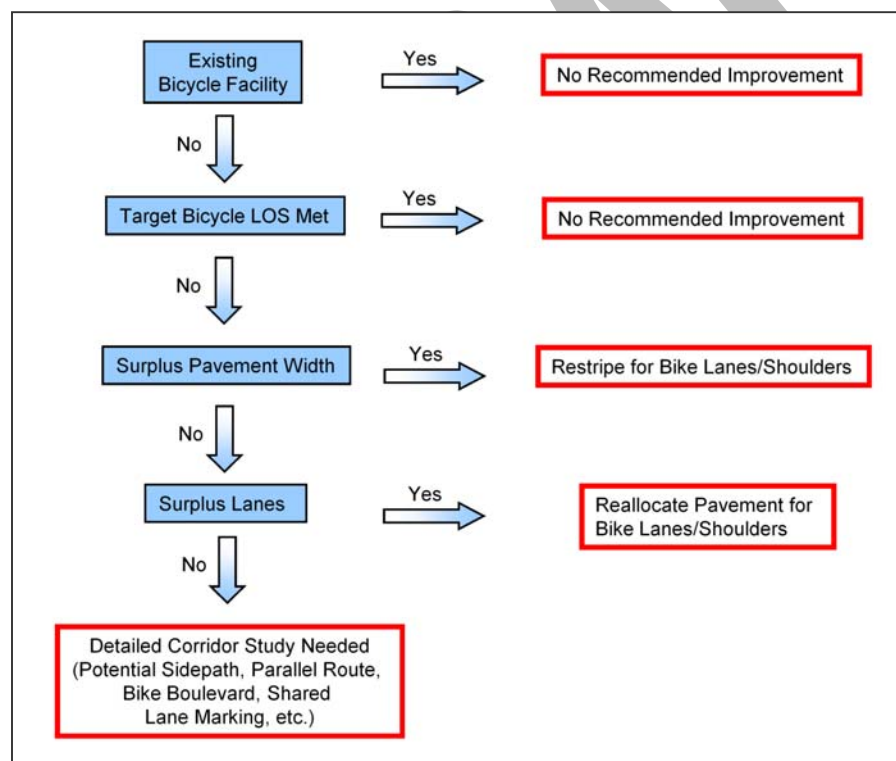 Existing
Bicycle Facility
Yes
No Recommended Improvement
No
Target Bicycle LOS Met
Yes
No Recommended Improvement
No
Surplus Pavement Width
Yes
Restripe for Bike Lanes/Shoulders
No
Surplus Lanes
Yes
Reallocate Pavement for
Bike Lanes/Shoulders
No
Detailed Corridor Study Needed
(Potential Sidepath, Parallel Route,
Bike Boulevard, Shared
Lane Marking, etc.)